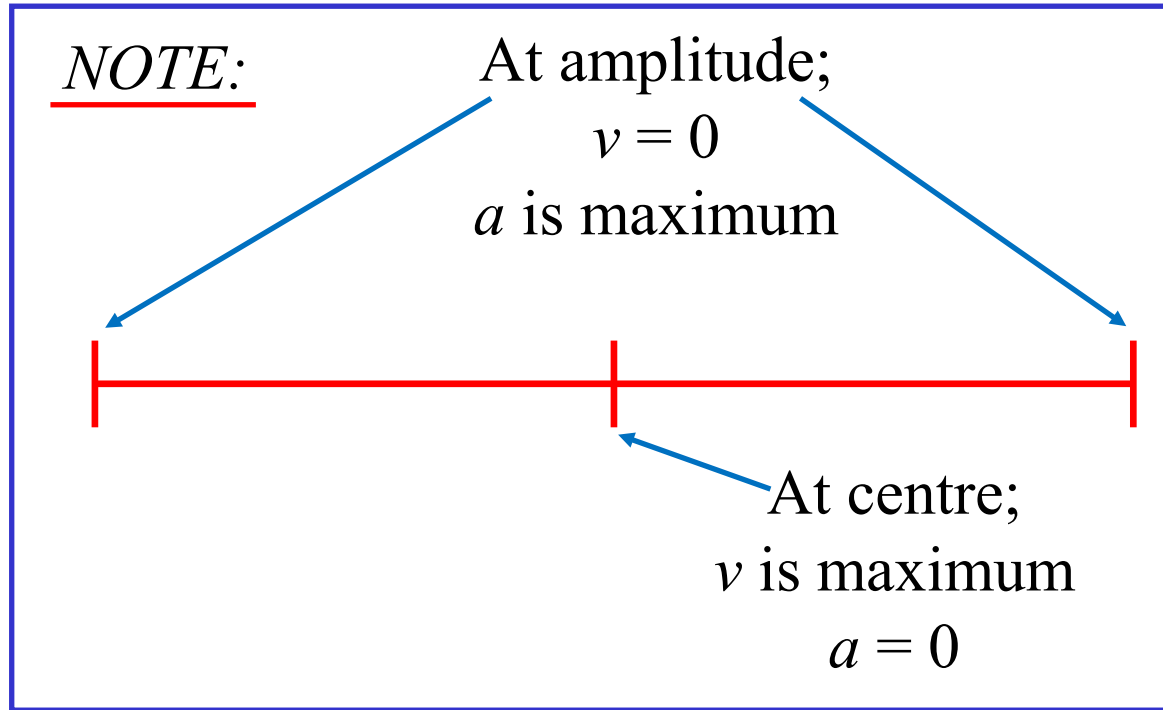 NOTE:
At amplitude;
v = 0
a is maximum
At centre;
v is maximum
a = 0